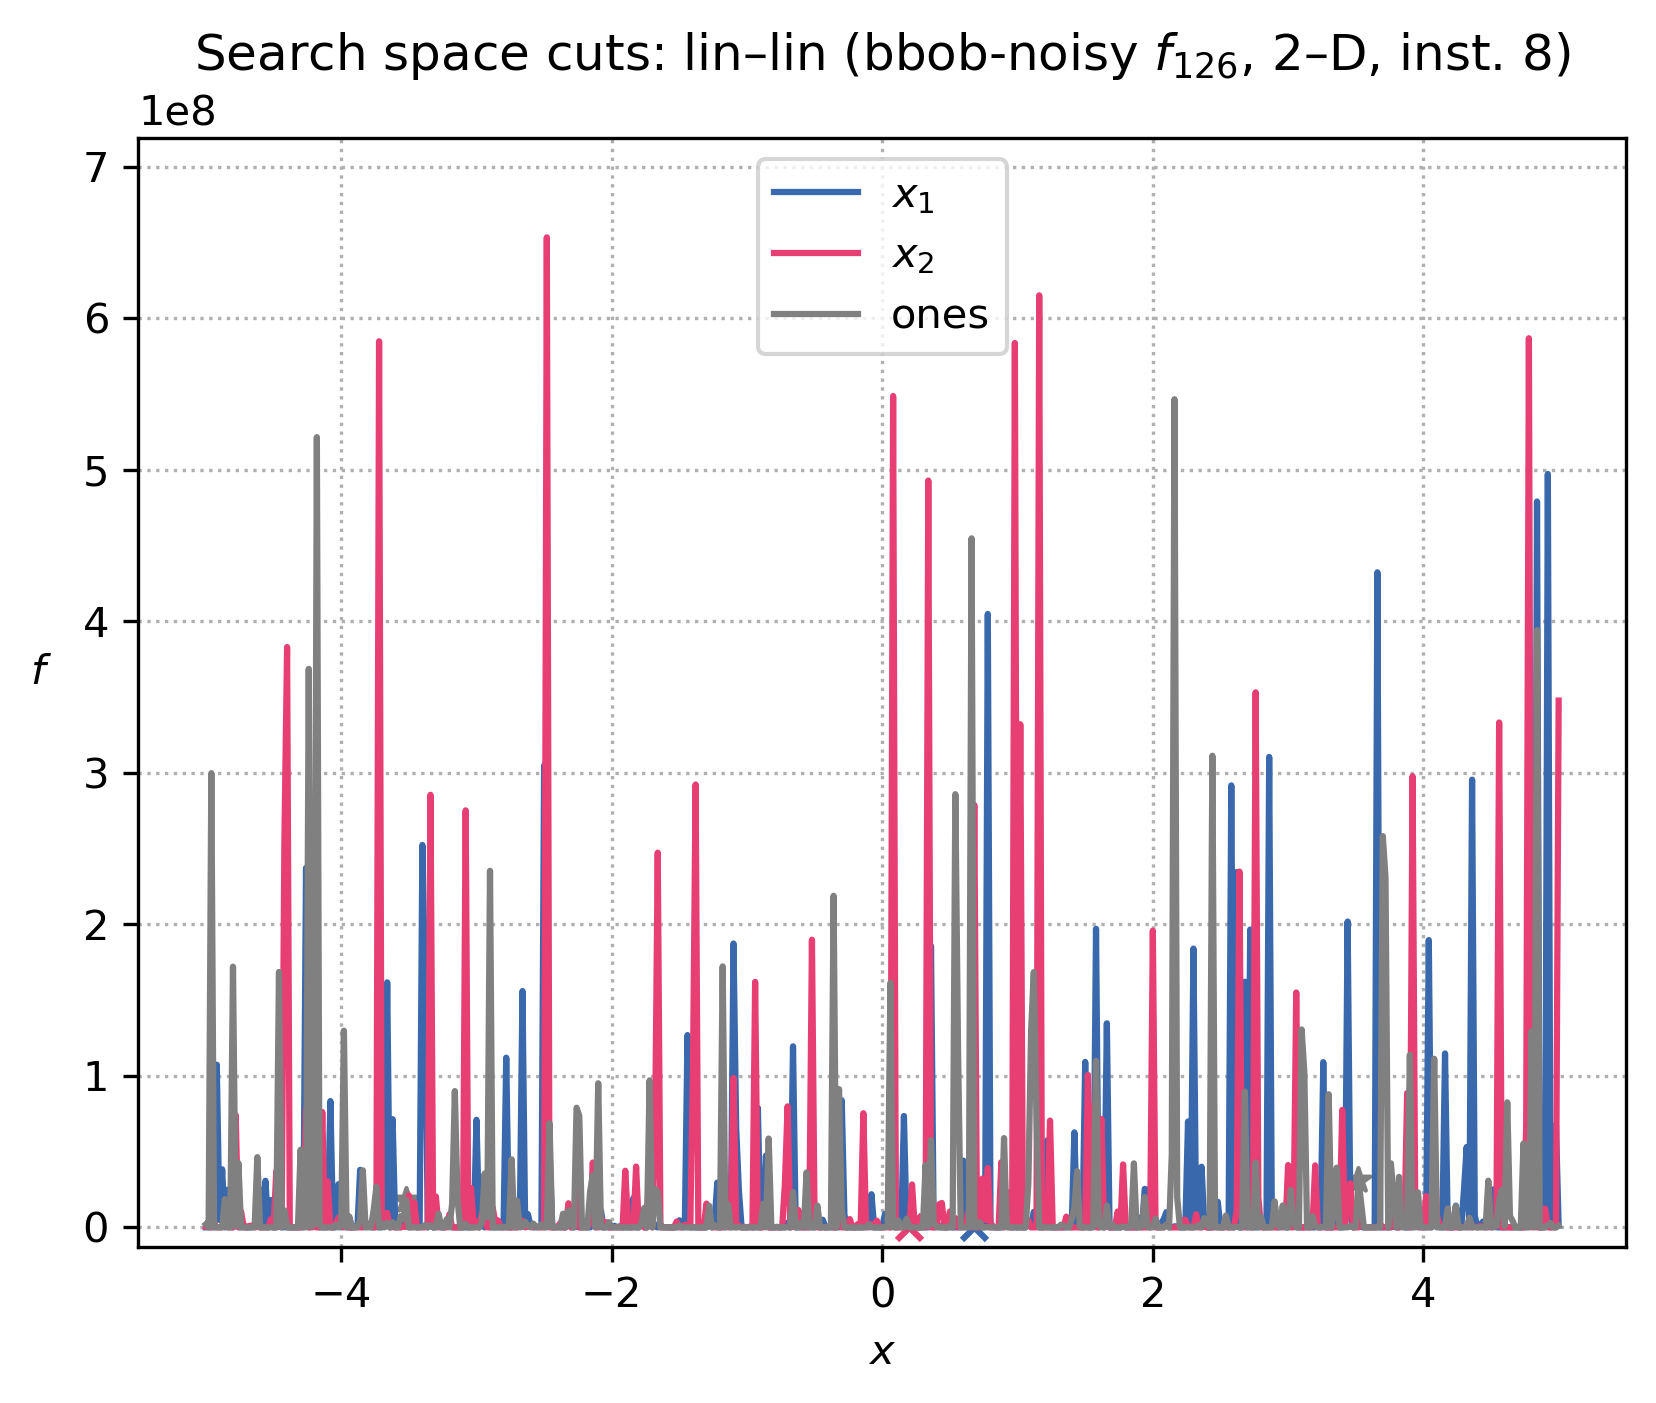 Search space cuts: lin–lin (bbob-noisy f126, 2–D, inst. 8)
1e8
7
6
5
4
3
2
1
0
f
x1
x2
ones
−4 −2 0 2 4
x